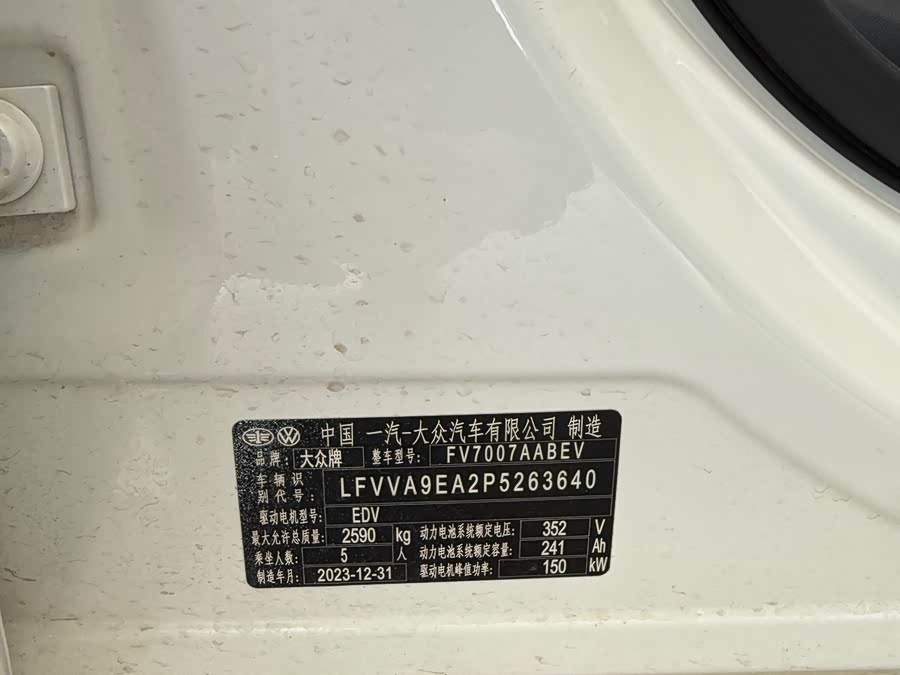 中国 一汽-大众汽车有限公司 制造
品牌: 大众牌 整车型号: FV7007AABEV
车辆识别代号: LFVVA9EA2P5263640
驱动电机型号: EDV
最大允许总质量: 2590 kg 动力电池系统额定电压: 352 V
乘坐人数: 5 人 动力电池系统额定容量: 241 Ah
制造年月: 2023-12-31 驱动电机峰值功率: 150 kW